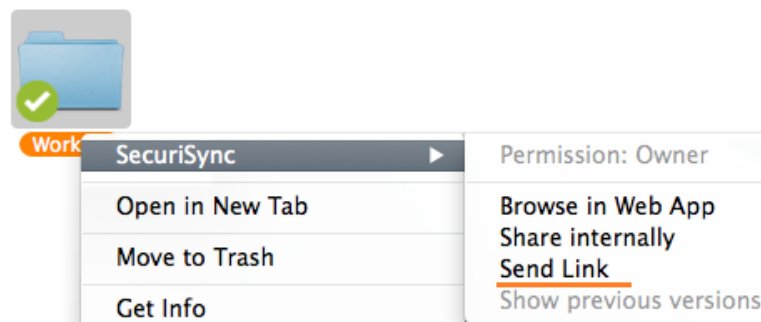 Work
SecuriSync
Open in New Tab
Move to Trash
Get Info
Permission: Owner
Browse in Web App
Share internally
Send Link
Show previous versions